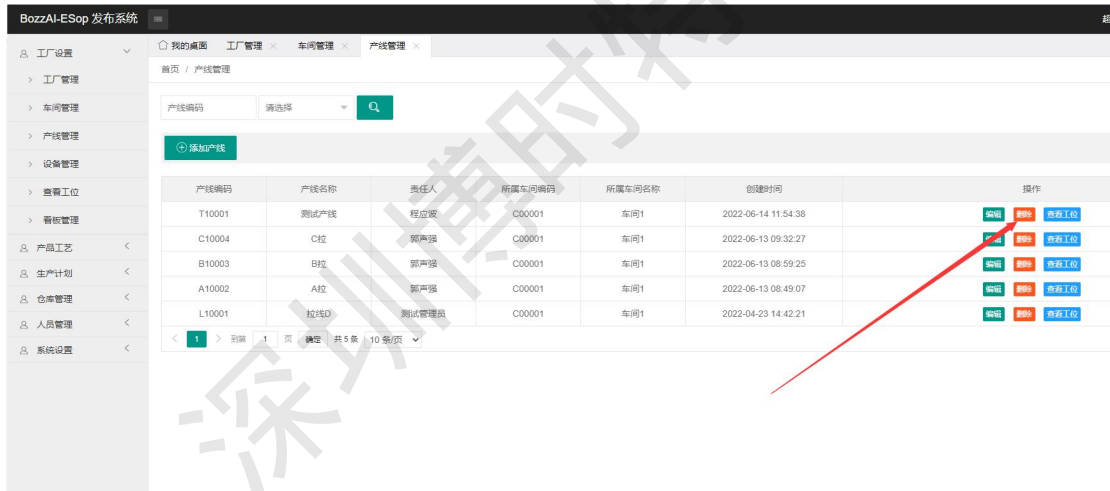 BozzAI-ESop 发布系统
超
工厂设置
工厂管理
车间管理
产线管理
设备管理
查看工位
看板管理
产品工艺
生产计划
仓库管理
人员管理
系统设置
我的桌面 工厂管理 车间管理 产线管理
首页 / 产线管理
产线编码 请选择
添加产线
产线编码 产线名称 责任人 所属车间编码 所属车间名称 创建时间 操作
T10001 测试产线 程应波 C00001 车间1 2022-06-14 11:54:38 编辑 删除 查看工位
C10004 C拉 郭声强 C00001 车间1 2022-06-13 09:32:27 编辑 删除 查看工位
B10003 B拉 郭声强 C00001 车间1 2022-06-13 08:59:25 编辑 删除 查看工位
A10002 A拉 郭声强 C00001 车间1 2022-06-13 08:49:07 编辑 删除 查看工位
L10001 拉线D 测试管理员 C00001 车间1 2022-04-23 14:42:21 编辑 删除 查看工位
1 到第 1 页 确定 共 5 条 10 条/页
深圳博时特